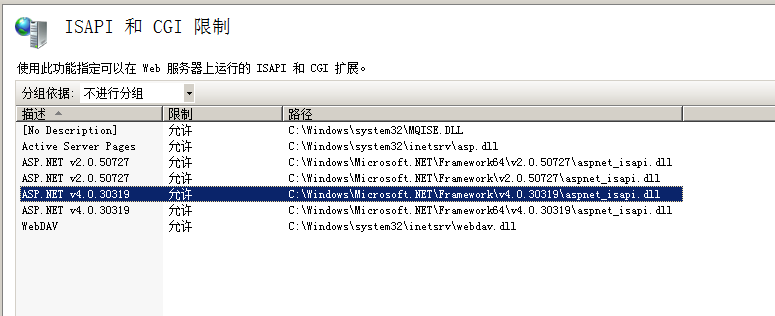 ISAPI 和 CGI 限制
使用此功能指定可以在 Web 服务器上运行的 ISAPI 和 CGI 扩展。
分组依据: 不进行分组
描述 限制 路径
[No Description] 允许 C:\Windows\system32\MQISE.DLL
Active Server Pages 允许 C:\Windows\system32\inetsrv\asp.dll
ASP.NET v2.0.50727 允许 C:\Windows\Microsoft.NET\Framework64\v2.0.50727\aspnet_isapi.dll
ASP.NET v2.0.50727 允许 C:\Windows\Microsoft.NET\Framework\v2.0.50727\aspnet_isapi.dll
ASP.NET v4.0.30319 允许 C:\Windows\Microsoft.NET\Framework\v4.0.30319\aspnet_isapi.dll
ASP.NET v4.0.30319 允许 C:\Windows\Microsoft.NET\Framework64\v4.0.30319\aspnet_isapi.dll
WebDAV 允许 C:\Windows\system32\inetsrv\webdav.dll